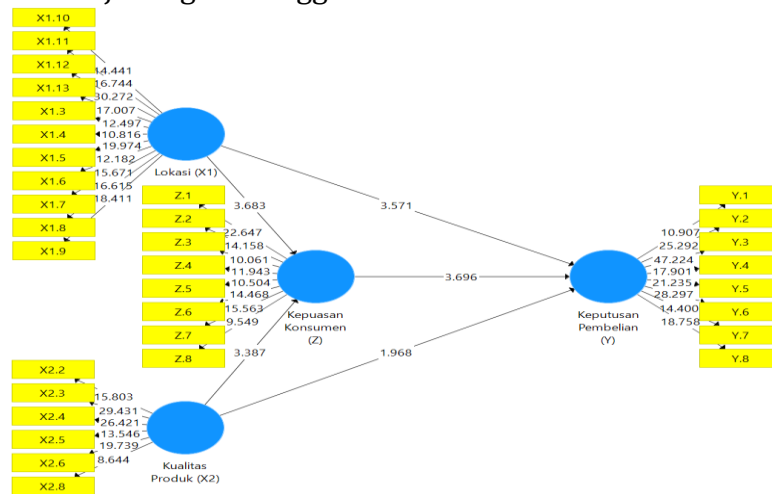 X1.10
X1.11
X1.12
X1.13
X1.3
X1.4
X1.5
X1.6
X1.7
X1.8
X1.9
14.441
16.744
30.272
17.007
12.497
10.816
19.974
12.182
15.671
16.615
18.411
Lokasi (X1)
3.683
3.571
Z.1
Z.2
Z.3
Z.4
Z.5
Z.6
Z.7
Z.8
22.647
14.158
10.061
11.943
10.504
14.468
15.563
9.549
Kepuasan
Konsumen
(Z)
3.696
3.387
1.968
Y.1
Y.2
Y.3
Y.4
Y.5
Y.6
Y.7
Y.8
10.907
25.292
47.224
17.901
21.235
28.297
14.400
18.758
Keputusan
Pembelian
(Y)
X2.2
X2.3
X2.4
X2.5
X2.6
X2.8
15.803
29.431
26.421
13.546
19.739
8.644
Kualitas
Produk (X2)